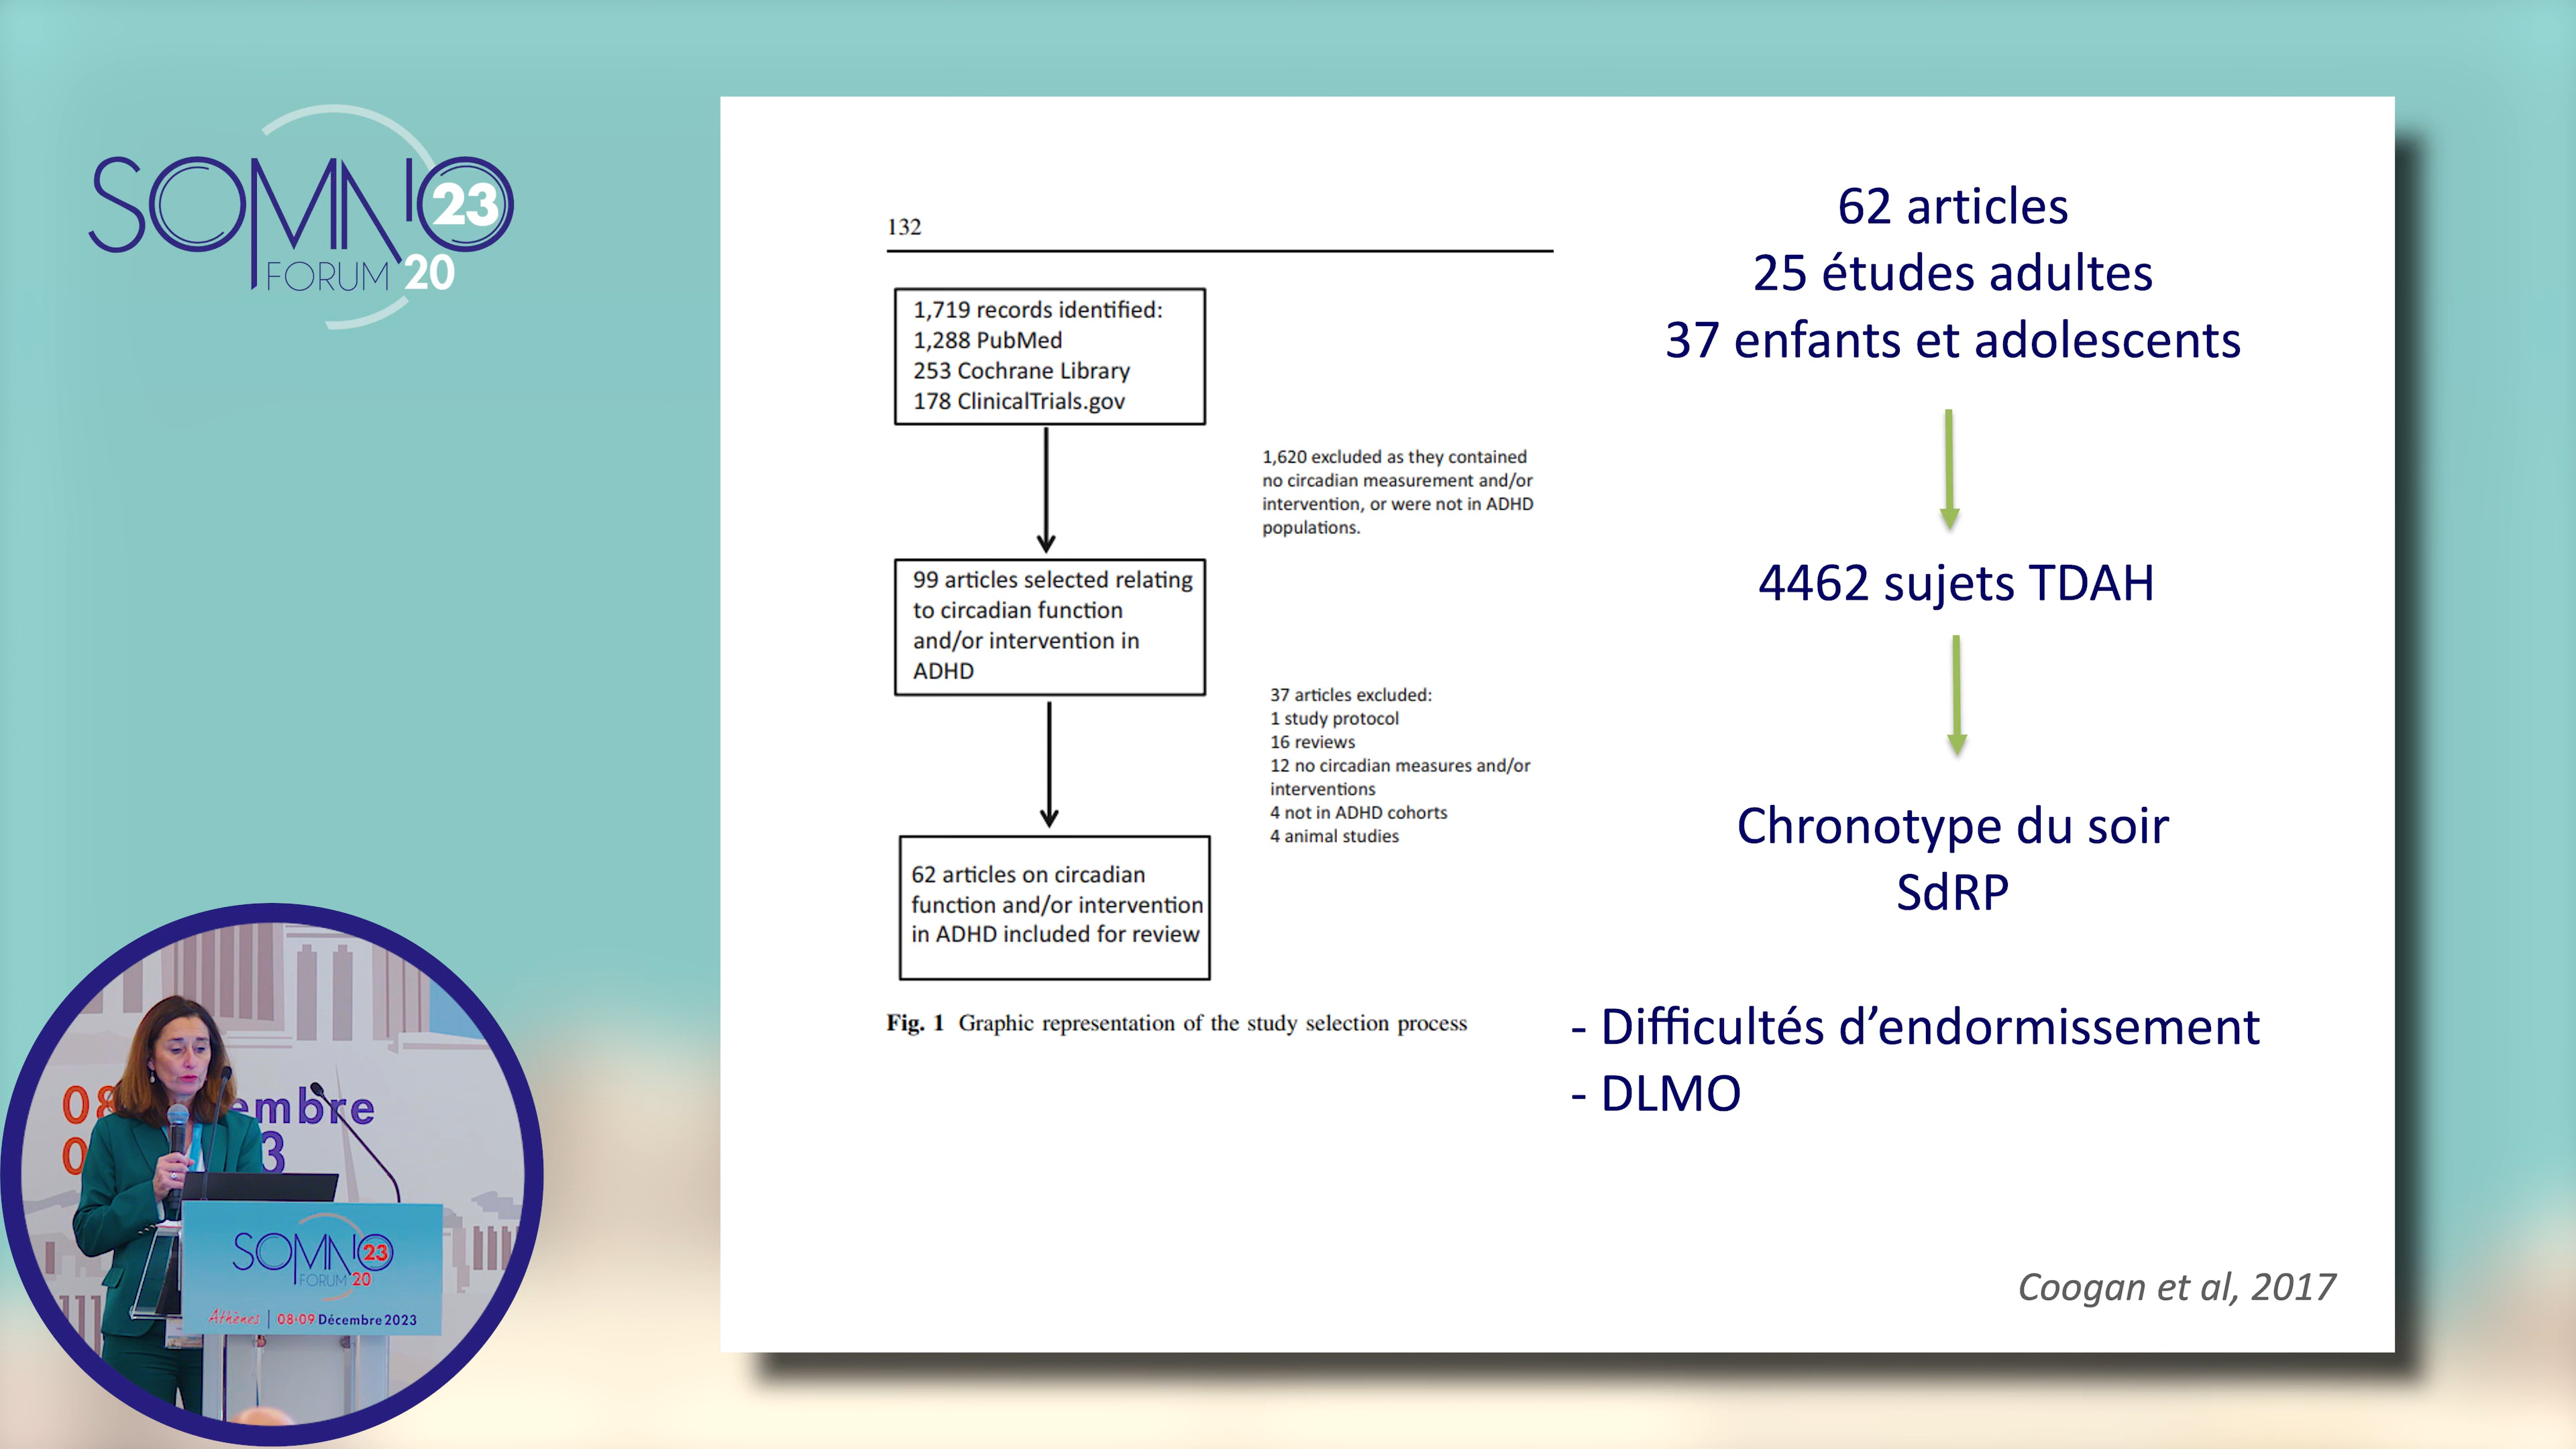 SOMNIO 23
FORUM 20
132
1,719 records identified:
1,288 PubMed
253 Cochrane Library
178 ClinicalTrials.gov
1,620 excluded as they contained
no circadian measurement and/or
intervention, or were not in ADHD
populations.
99 articles selected relating
to circadian function
and/or intervention in
ADHD
37 articles excluded:
1 study protocol
16 reviews
12 no circadian measures and/or
interventions
4 not in ADHD cohorts
4 animal studies
62 articles on circadian
function and/or intervention
in ADHD included for review
Fig. 1 Graphic representation of the study selection process
62 articles
25 études adultes
37 enfants et adolescents
4462 sujets TDAH
Chronotype du soir
SdRP
- Difficultés d’endormissement
- DLMO
Coogan et al, 2017
08
embre
0
3
SOMNIO 23
FORUM 20
Athènes | 08-09 Décembre 2023